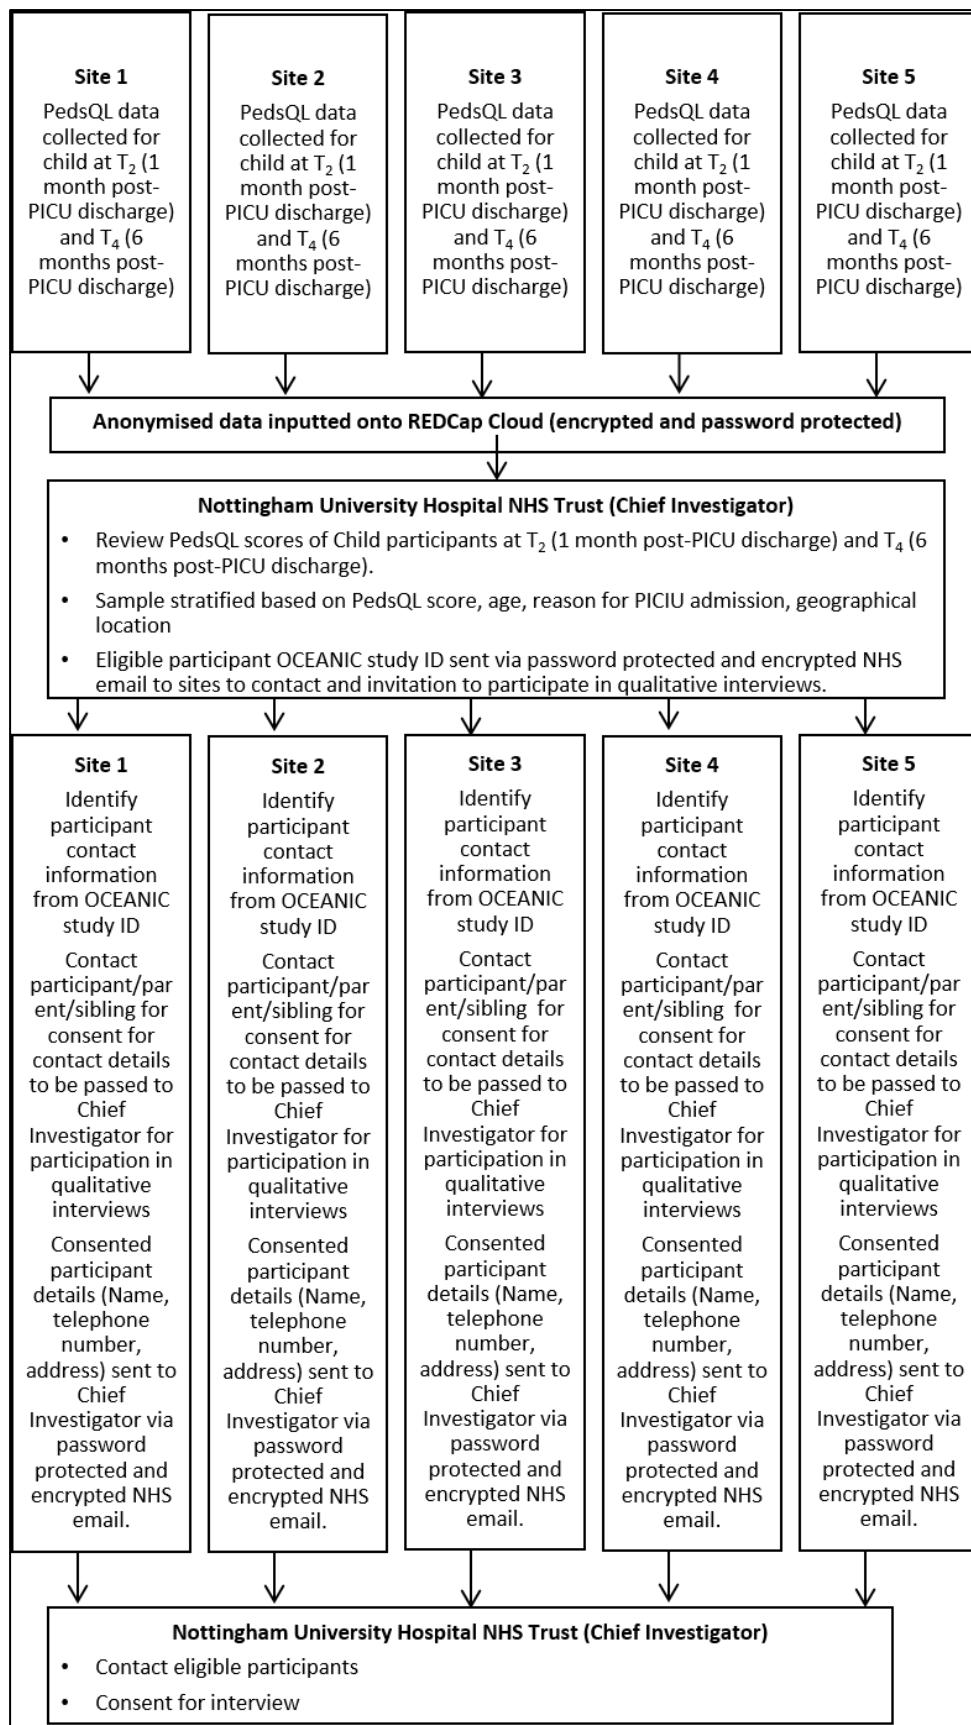 Site 1
PedsQL data
collected for
child at T2 (1
month post-
PICU discharge)
and T4 (6
months post-
PICU discharge)
Site 2
PedsQL data
collected for
child at T2 (1
month post-
PICU discharge)
and T4 (6
months post-
PICU discharge)
Site 3
PedsQL data
collected for
child at T2 (1
month post-
PICU discharge)
and T4 (6
months post-
PICU discharge)
Site 4
PedsQL data
collected for
child at T2 (1
month post-
PICU discharge)
and T4 (6
months post-
PICU discharge)
Site 5
PedsQL data
collected for
child at T2 (1
month post-
PICU discharge)
and T4 (6
months post-
PICU discharge)
Anonymised data inputted onto REDCap Cloud (encrypted and password protected)
Nottingham University Hospital NHS Trust (Chief Investigator)
• Review PedsQL scores of Child participants at T2 (1 month post-PICU discharge) and T4 (6
months post-PICU discharge).
• Sample stratified based on PedsQL score, age, reason for PICIU admission, geographical
location
• Eligible participant OCEANIC study ID sent via password protected and encrypted NHS
email to sites to contact and invitation to participate in qualitative interviews.
Site 1
Identify
participant
contact
information
from OCEANIC
study ID
Contact
participant/par
ent/sibling for
consent for
contact details
to be passed to
Chief
Investigator for
participation in
qualitative
interviews
Consented
participant
details (Name,
telephone
number,
address) sent to
Chief
Investigator via
password
protected and
encrypted NHS
email.
Site 2
Identify
participant
contact
information
from OCEANIC
study ID
Contact
participant/par
ent/sibling for
consent for
contact details
to be passed to
Chief
Investigator for
participation in
qualitative
interviews
Consented
participant
details (Name,
telephone
number,
address) sent to
Chief
Investigator via
password
protected and
encrypted NHS
email.
Site 3
Identify
participant
contact
information
from OCEANIC
study ID
Contact
participant/par
ent/sibling for
consent for
contact details
to be passed to
Chief
Investigator for
participation in
qualitative
interviews
Consented
participant
details (Name,
telephone
number,
address) sent to
Chief
Investigator via
password
protected and
encrypted NHS
email.
Site 4
Identify
participant
contact
information
from OCEANIC
study ID
Contact
participant/par
ent/sibling for
consent for
contact details
to be passed to
Chief
Investigator for
participation in
qualitative
interviews
Consented
participant
details (Name,
telephone
number,
address) sent to
Chief
Investigator via
password
protected and
encrypted NHS
email.
Site 5
Identify
participant
contact
information
from OCEANIC
study ID
Contact
participant/par
ent/sibling for
consent for
contact details
to be passed to
Chief
Investigator for
participation in
qualitative
interviews
Consented
participant
details (Name,
telephone
number,
address) sent to
Chief
Investigator via
password
protected and
encrypted NHS
email.
Nottingham University Hospital NHS Trust (Chief Investigator)
• Contact eligible participants
• Consent for interview